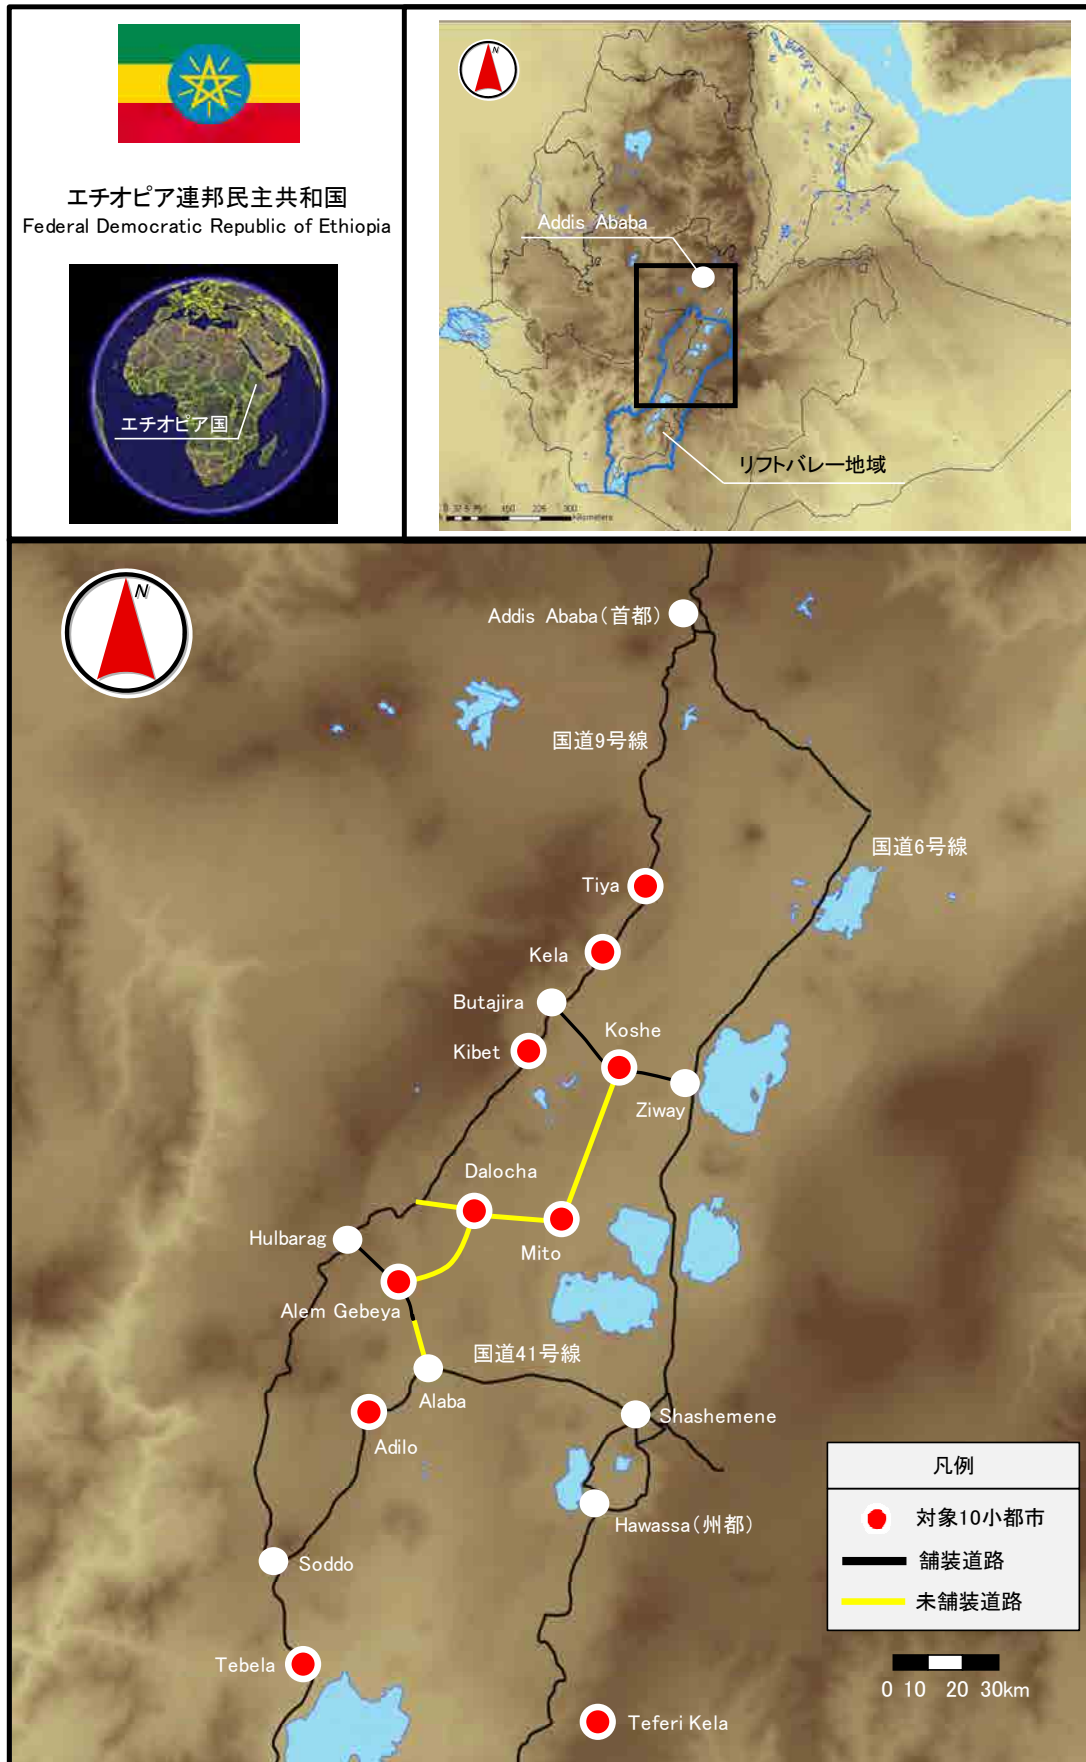 エチオピア連邦民主共和国
Federal Democratic Republic of Ethiopia
エチオピア国
N
Addis Ababa
リフトバレー地域
150 225 300
Kilometers
N
Addis Ababa(首都)
国道9号線
国道6号線
Tiya
Kela
Butajira
Koshe
Kibet
Ziway
Dalocha
Hulbarag
Mito
Alem Gebeya
国道41号線
Alaba
Shashemene
Adilo
Hawassa(州都)
Soddo
Tebela
Teferi Kela
凡例
対象10小都市
舗装道路
未舗装道路
0 10 20 30km